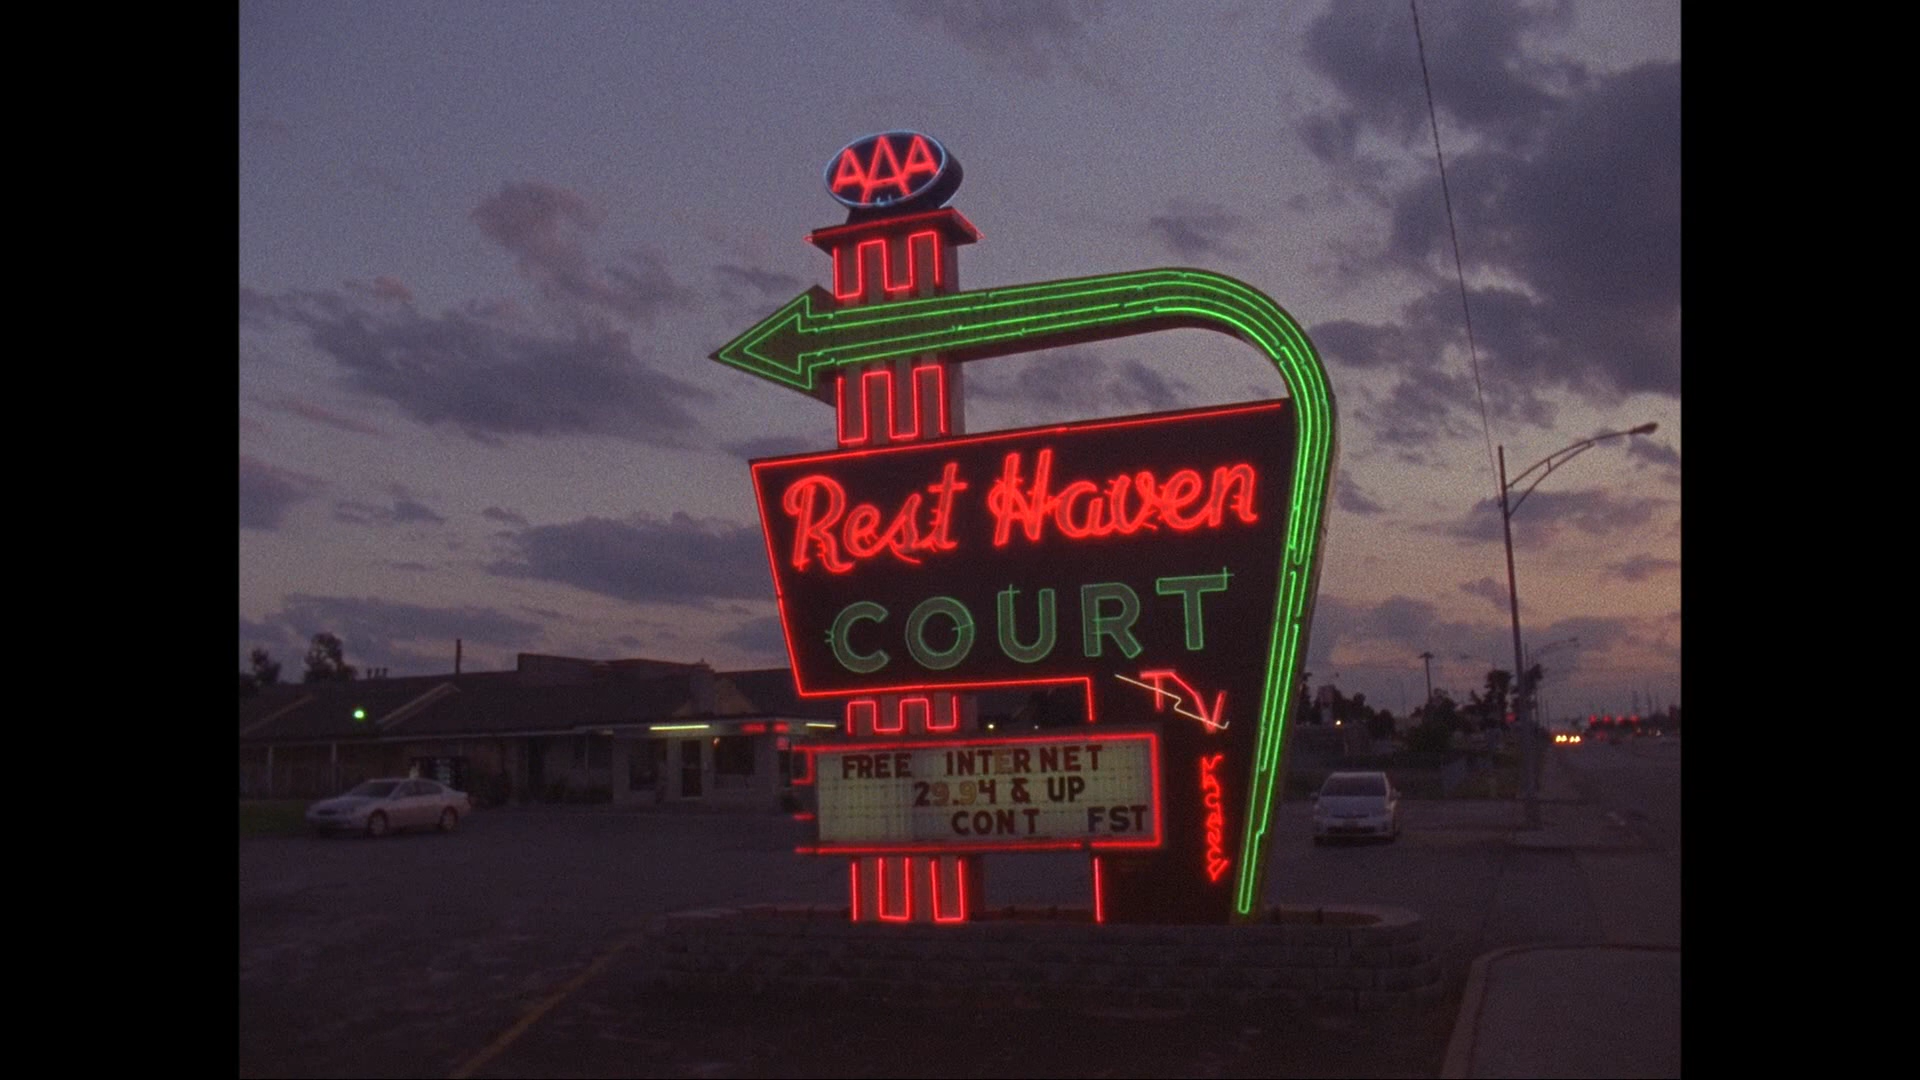 AAA
Rest Haven
COURT
TV
FREE INTERNET
29.94 & UP
CONT FST